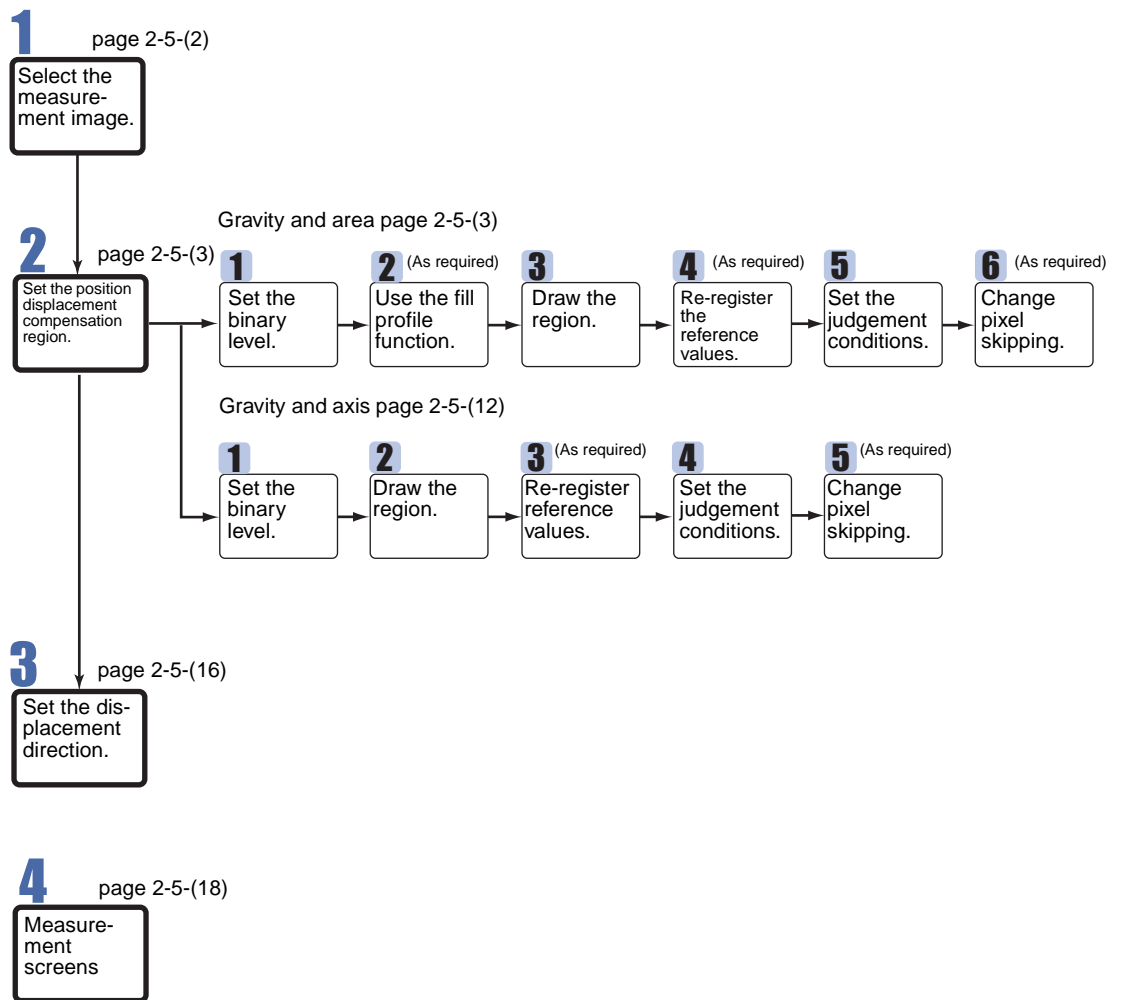 1
page 2-5-(2)
Select the
measure-
ment image.
2
page 2-5-(3)
Set the position
displacement
compensation
region.
Gravity and area page 2-5-(3)
1
Set the
binary
level.
2 (As required)
Use the fill
profile
function.
3
Draw the
region.
4 (As required)
Re-register
the
reference
values.
5
Set the
judgement
conditions.
6 (As required)
Change
pixel
skipping.
Gravity and axis page 2-5-(12)
1
Set the
binary
level.
2
Draw the
region.
3 (As required)
Re-register
reference
values.
4
Set the
judgement
conditions.
5 (As required)
Change
pixel
skipping.
3
page 2-5-(16)
Set the dis-
placement
direction.
4
page 2-5-(18)
Measure-
ment
screens